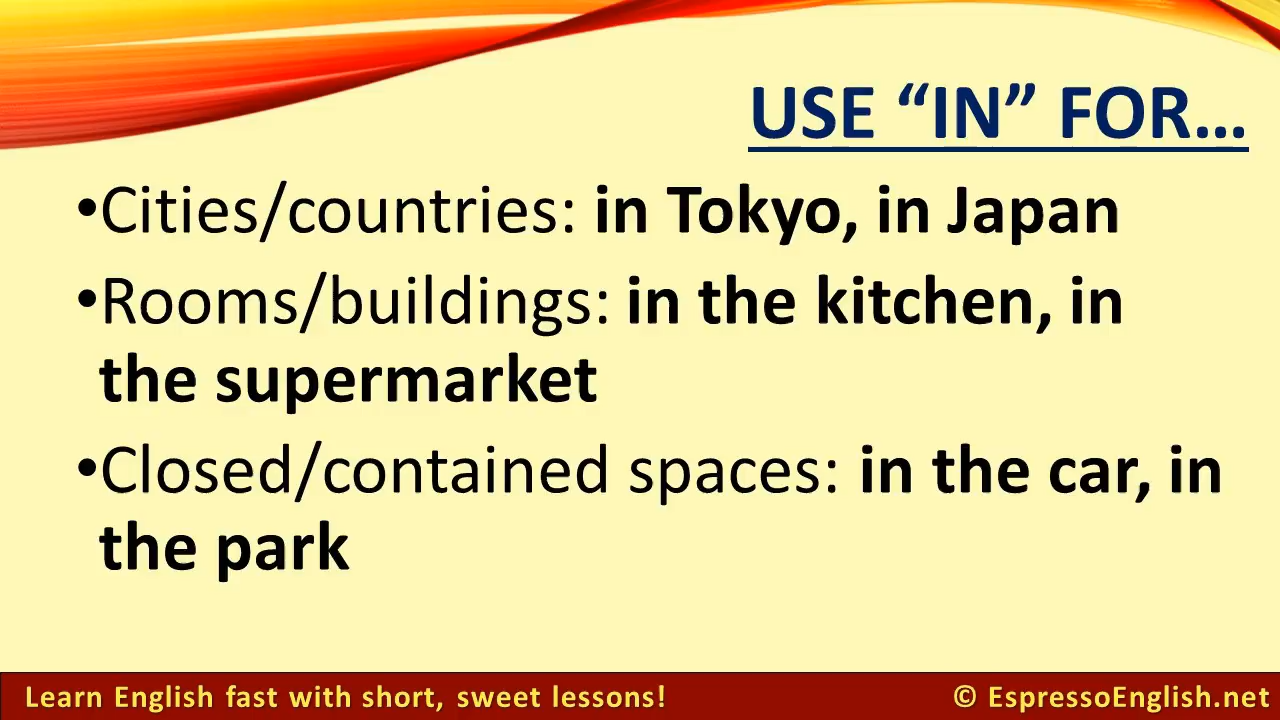 USE “IN” FOR...
•Cities/countries: in Tokyo, in Japan
•Rooms/buildings: in the kitchen, in
the supermarket
•Closed/contained spaces: in the car, in
the park
Learn English fast with short, sweet lessons!
© EspressoEnglish.net